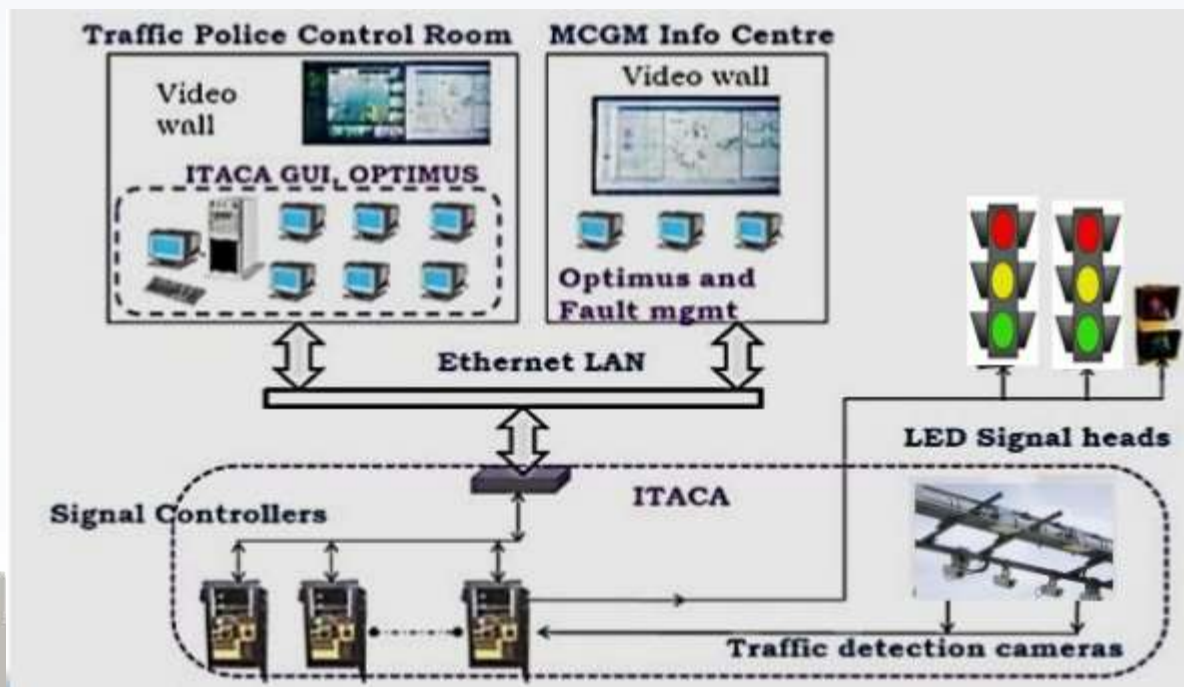 Traffic Police Control Room
MCGM Info Centre
Video
wall
Video wall
ITACA GUI, OPTIMUS
Optimus and
Fault mgmt
Ethernet LAN
LED Signal heads
ITACA
Signal Controllers
Traffic detection cameras